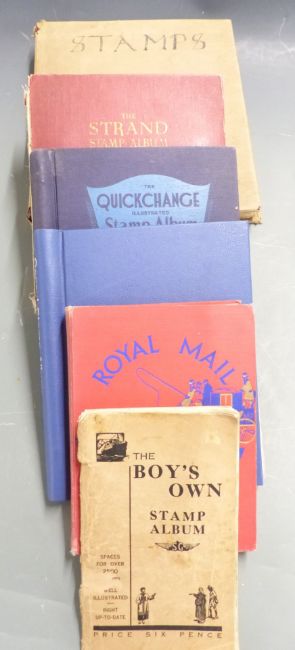 STAMPS
THE
STRAND
STAMP ALBUM
THE
QUICKCHANGE
ILLUSTRATED
Stamp Album
ROYAL MAIL
THE
BOY'S
OWN
STAMP
ALBUM
SG
SPACES
FOR OVER
WELL
ILLUSTRATED
RIGHT
UP-TO-DATE
PRICE SIX PENCE